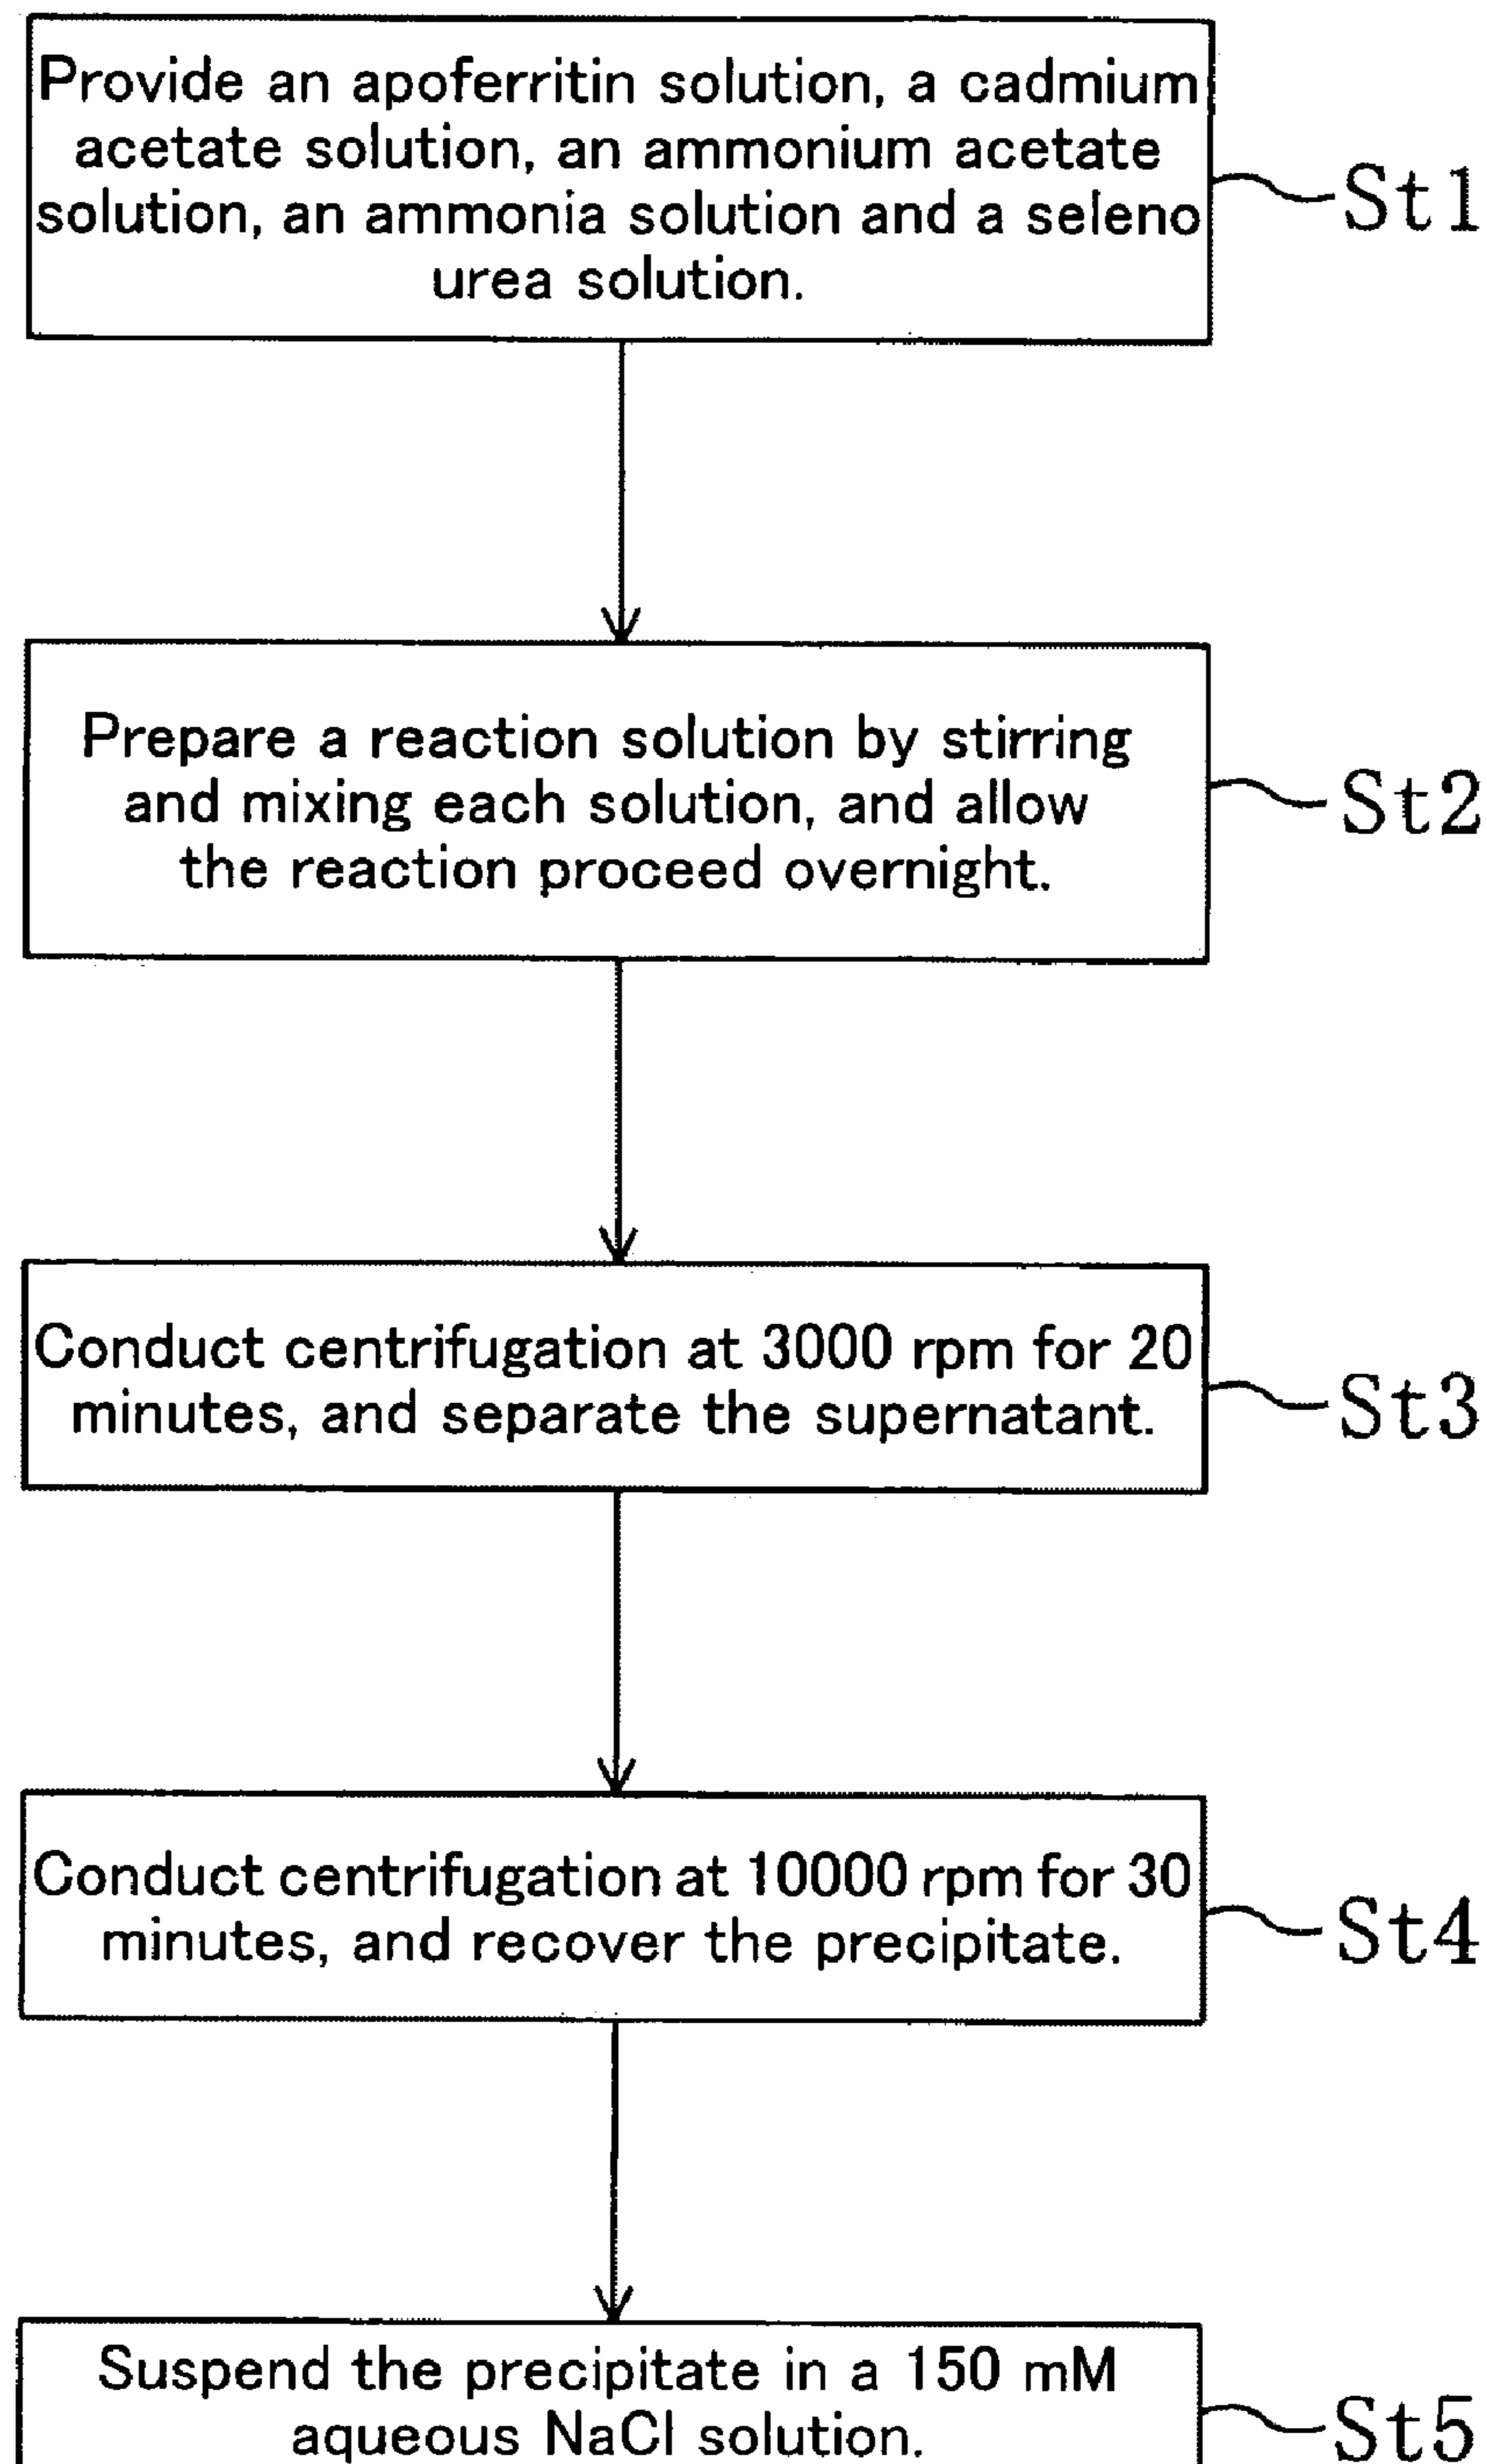 Provide an apoferritin solution, a cadmium
acetate solution, an ammonium acetate
solution, an ammonia solution and a seleno
urea solution.
St1
Prepare a reaction solution by stirring
and mixing each solution, and allow
the reaction proceed overnight.
St2
Conduct centrifugation at 3000 rpm for 20
minutes, and separate the supernatant.
St3
Conduct centrifugation at 10000 rpm for 30
minutes, and recover the precipitate.
St4
Suspend the precipitate in a 150 mM
aqueous NaCl solution.
St5